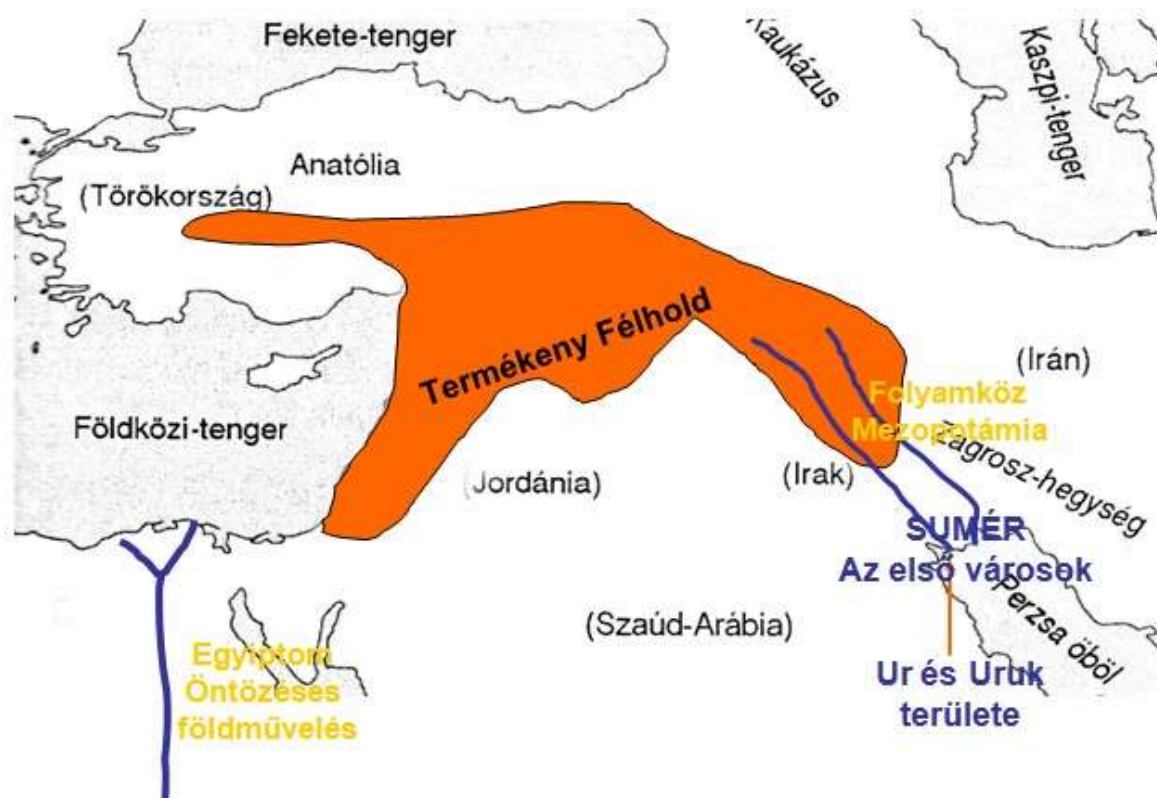 Fekete-tenger
Kaukázus
Kaszpi-tenger
Anatólia
(Törökország)
Termékeny Félhold
(Irán)
Folyamköz
Mezopotámia
Földközi-tenger
(Jordánia)
(Irak)
Zagrosz-hegység
SUMÉR
Az első városok
Perzsa öböl
(Szaúd-Arábia)
Egyiptom
Öntözéses
földművelés
Ur és Uruk
területe